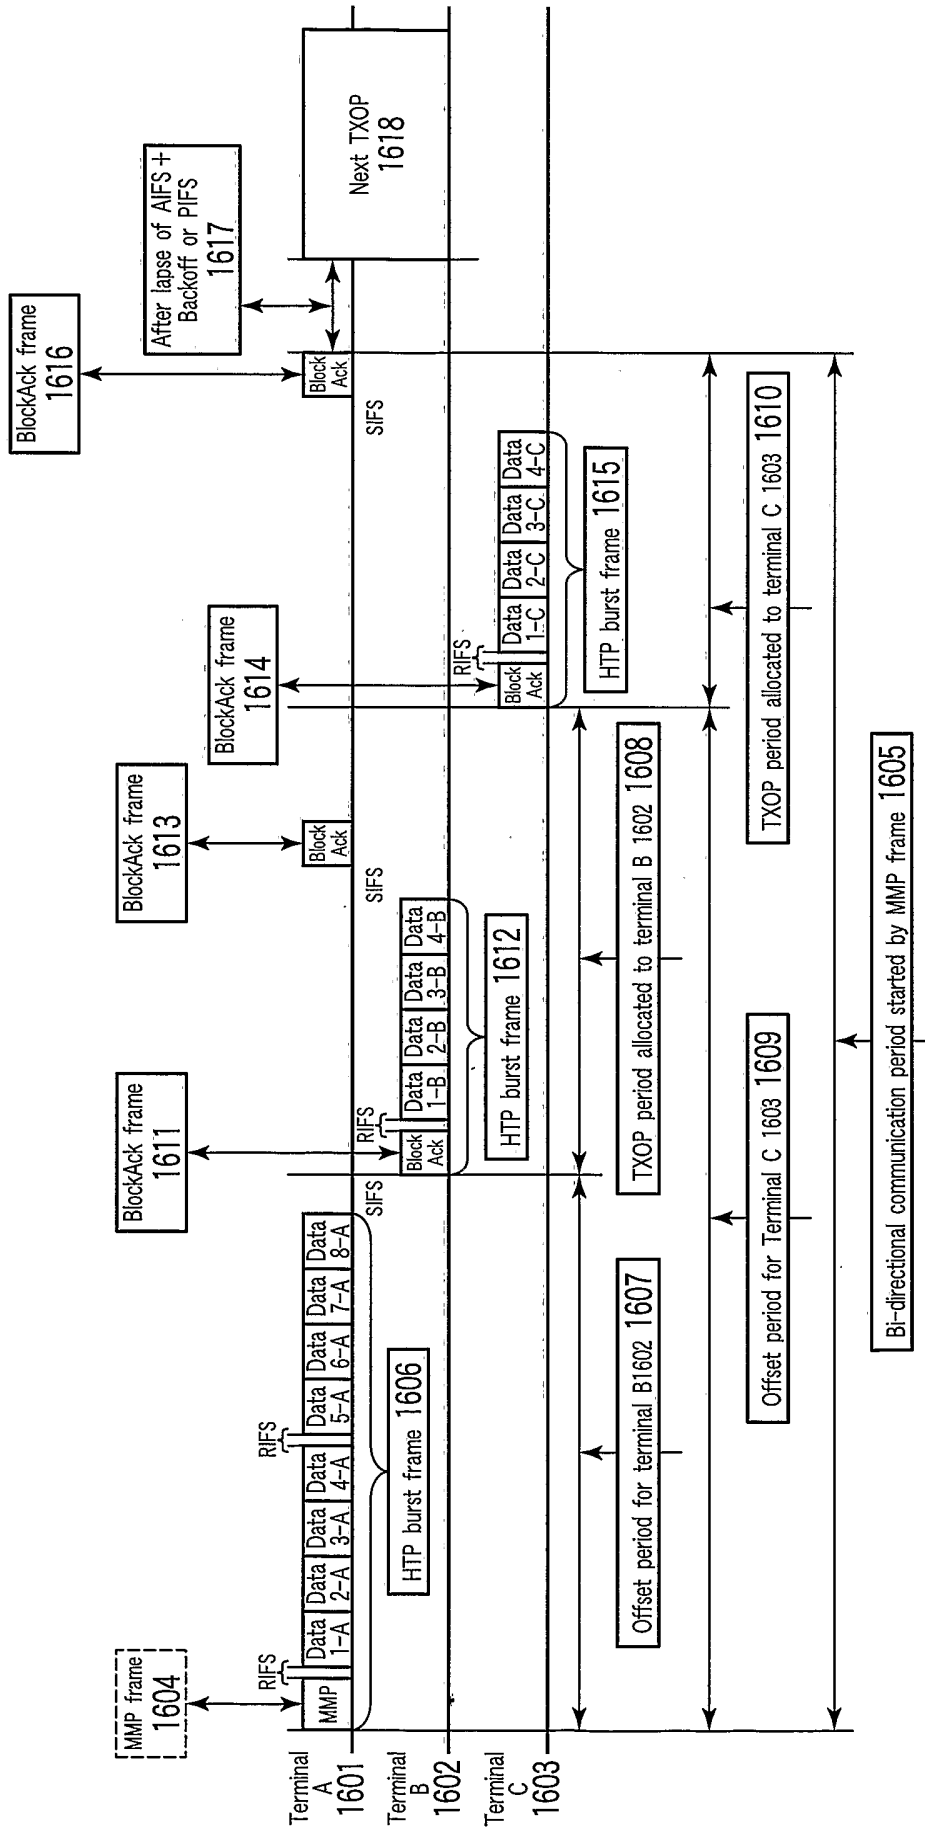 MMP frame
1604
BlockAck frame
1611
BlockAck frame
1613
BlockAck frame
1614
BlockAck frame
1616
After lapse of AIFS+
Backoff or PIFS
1617
Terminal
A
1601
MMP
RIFS
Data
1-A
Data
2-A
Data
3-A
Data
4-A
RIFS
Data
5-A
Data
6-A
Data
7-A
Data
8-A
SIFS
Block
Ack
SIFS
Block
Ack
SIFS
Next TXOP
1618
HTP burst frame 1606
Terminal
B
1602
Block
Ack
RIFS
Data
1-B
Data
2-B
Data
3-B
Data
4-B
HTP burst frame 1612
Terminal
C
1603
Block
Ack
RIFS
Data
1-C
Data
2-C
Data
3-C
Data
4-C
HTP burst frame 1615
Offset period for terminal B1602 1607
TXOP period allocated to terminal B 1602 1608
Offset period for Terminal C 1603 1609
TXOP period allocated to terminal C 1603 1610
Bi-directional communication period started by MMP frame 1605